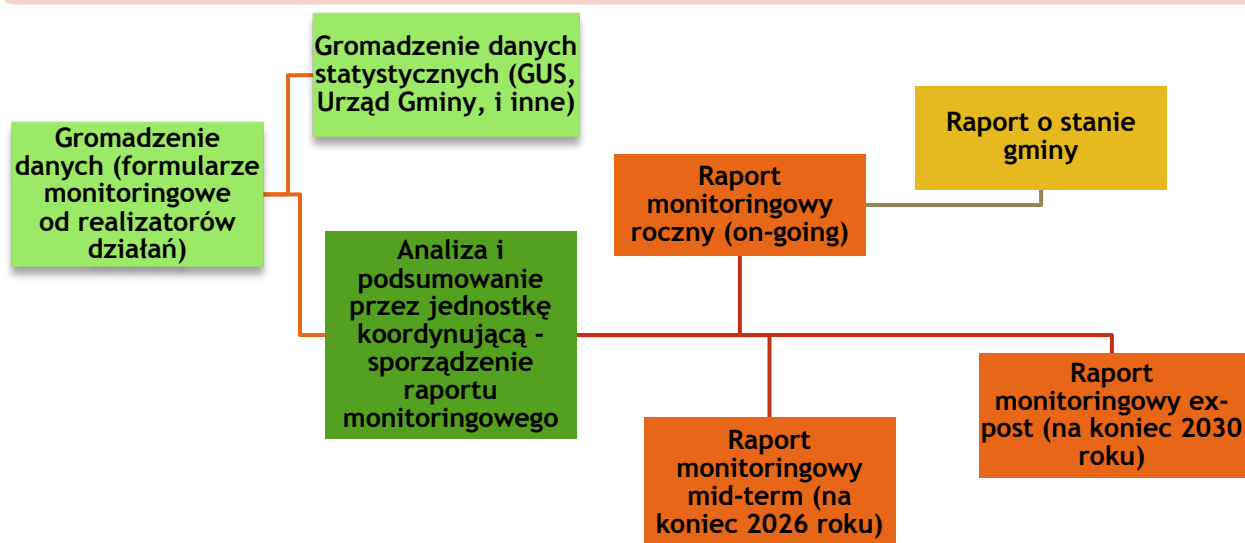 Gromadzenie danych
statystycznych (GUS,
Urząd Gminy, i inne)
Gromadzenie
danych (formularze
monitoringowe
od realizatorów
działań)
Analiza i
podsumowanie
przez jednostkę
koordynującą -
sporządzenie
raportu
monitoringowego
Raport
monitoringowy
roczny (on-going)
Raport o stanie
gminy
Raport
monitoringowy
mid-term (na
koniec 2026 roku)
Raport
monitoringowy ex-
post (na koniec 2030
roku)